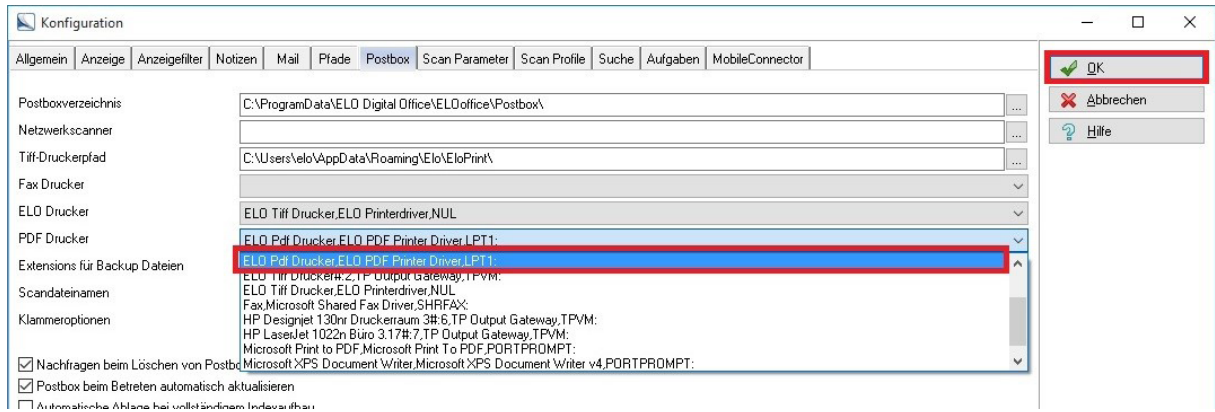 Konfiguration
Allgemein Anzeige Anzeigefilter Notizen Mail Pfade Postbox Scan Parameter Scan Profile Suche Aufgaben MobileConnector
OK
Abbrechen
Hilfe
Postboxverzeichnis C:\ProgramData\ELO Digital Office\ELOoffice\Postbox\ ...
Netzwerkscanner ...
Tiff-Druckerpfad C:\Users\elo\AppData\Roaming\Elo\EloPrint\ ...
Fax Drucker
ELO Drucker ELO Tiff Drucker,ELO Printerdriver,NUL
PDF Drucker ELO Pdf Drucker,ELO PDF Printer Driver,LPT1:
ELO Pdf Drucker,ELO PDF Printer Driver,LPT1:
Extensions für Backup Dateien ELO Tiff Drucker#:2,TP Output Gateway,TPVM:
Scandateinamen ELO Tiff Drucker,ELO Printerdriver,NUL
Fax,Microsoft Shared Fax Driver,SHRFAX:
Klammeroptionen HP Designjet 130nr Druckerraum 3#:6,TP Output Gateway,TPVM:
HP LaserJet 1022n Büro 3.17#:7,TP Output Gateway,TPVM:
Microsoft Print to PDF,Microsoft Print To PDF,PORTPROMPT:
Nachfragen beim Löschen von Postbo Microsoft XPS Document Writer,Microsoft XPS Document Writer v4,PORTPROMPT:
Postbox beim Betreten automatisch aktualisieren
Automatische Ablage bei vollständigem Indexaufbau